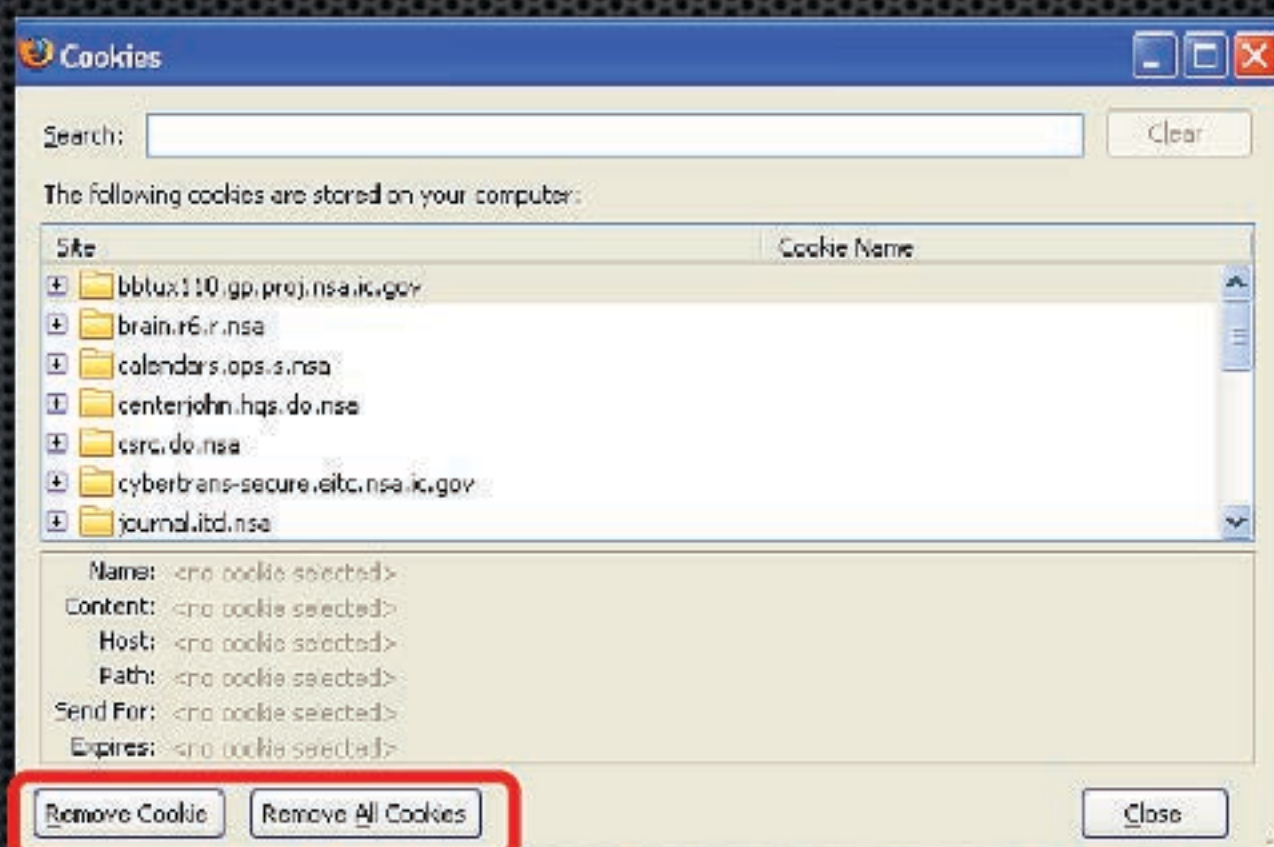 Cookies
Search:
Clear
The following cookies are stored on your computer:
Site Cookie Name
bbtux110.gp.proj.nsa.ic.gov
brain.r6.r.nsa
calendars.ops.s.nsa
centerjohn.hqs.do.nsa
csrc.do.nsa
cybertrans-secure.eitc.nsa.ic.gov
journal.itd.nsa
Name: <no cookie selected>
Content: <no cookie selected>
Host: <no cookie selected>
Path: <no cookie selected>
Send For: <no cookie selected>
Expires: <no cookie selected>
Remove Cookie Remove All Cookies Close